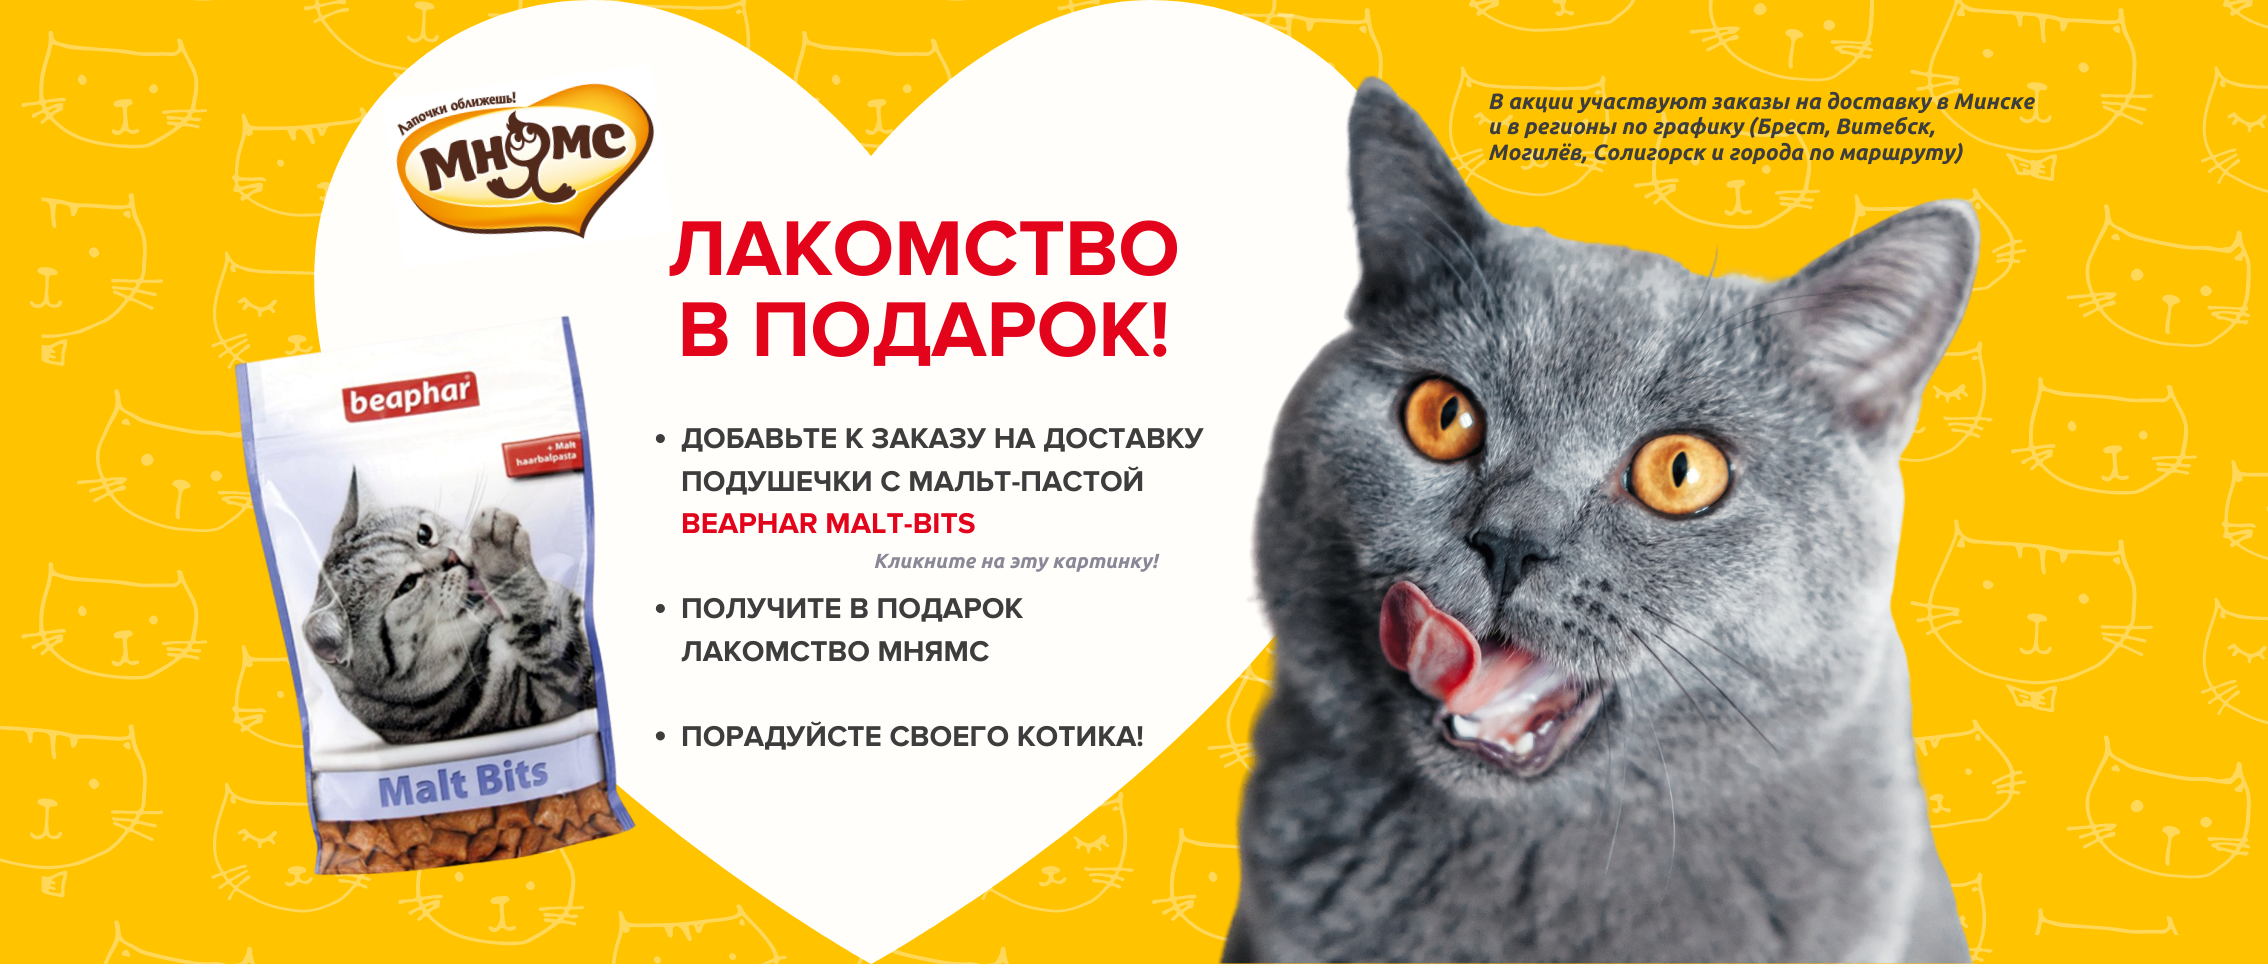 Лапочки оближешь!
МНЯМС
ЛАКОМСТВО
В ПОДАРОК!
В акции участвуют заказы на доставку в Минске
и в регионы по графику (Брест, Витебск,
Могилёв, Солигорск и города по маршруту)
beaphar
+ Malt
haarbalpasta
Malt Bits
• ДОБАВЬТЕ К ЗАКАЗУ НА ДОСТАВКУ
ПОДУШЕЧКИ С МАЛЬТ-ПАСТОЙ
BEAPHAR MALT-BITS
Кликните на эту картинку!
• ПОЛУЧИТЕ В ПОДАРОК
ЛАКОМСТВО МНЯМС
• ПОРАДУЙСТЕ СВОЕГО КОТИКА!